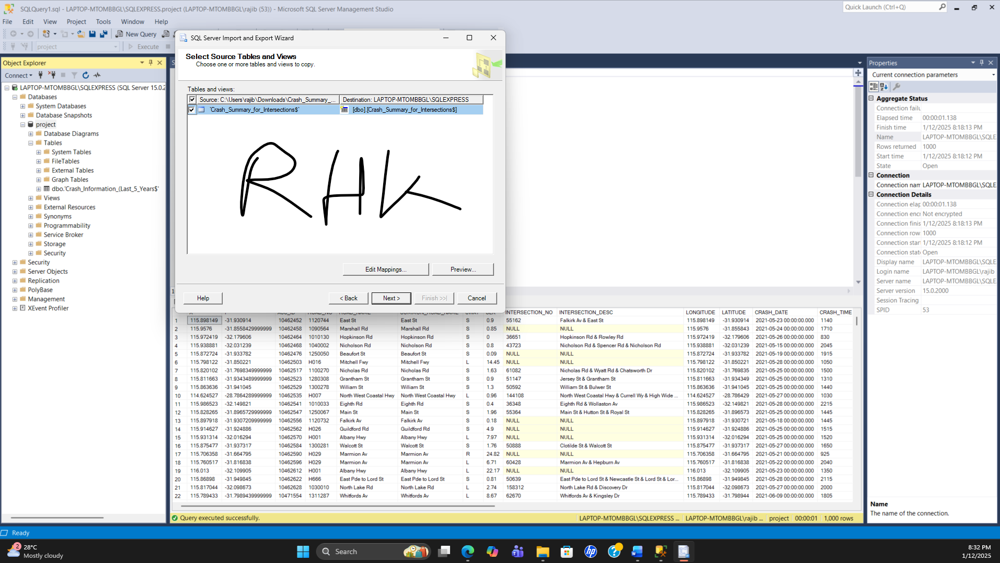 SQLQuery1.sql - LAPTOP-MTOMBBGL\SQLEXPRESS.project (LAPTOP-MTOMBBGL\rajib (53)) - Microsoft SQL Server Management Studio
Quick Launch (Ctrl+Q)
File Edit View Project Tools Window Help
New Query
project Execute
Object Explorer
Connect
LAPTOP-MTOMBBGL\SQLEXPRESS (SQL Server 15.0.2
Databases
System Databases
Database Snapshots
project
Database Diagrams
Tables
System Tables
FileTables
External Tables
Graph Tables
dbo.'Crash_Information_(Last_5_Years$'
Views
External Resources
Synonyms
Programmability
Service Broker
Storage
Security
Security
Server Objects
Replication
PolyBase
Management
XEvent Profiler
SQL Server Import and Export Wizard
Select Source Tables and Views
Choose one or more tables and views to copy.
Tables and views:
Source: C:\Users\rajib\Downloads\Crash_Summary_... Destination: LAPTOP-MTOMBBGL\SQLEXPRESS
`Crash_Summary_for_Intersections$` [dbo].[Crash_Summary_for_Intersections$]
RHK
Edit Mappings... Preview...
Help < Back Next > Finish >>| Cancel
INTERSECTION_NO INTERSECTION_DESC LONGITUDE LATITUDE CRASH_DATE CRASH_TIME
1 115.898149 -31.930914 10462452 1120744 East St East St S 0.9 55162 Falkirk Av & East St 115.898149 -31.930914 2021-05-23 00:00:00.000 1140
2 115.9576 -31.8558429999999 10462458 1090564 Marshall Rd Marshall Rd S 0.85 NULL NULL 115.9576 -31.855843 2021-05-24 00:00:00.000 1710
3 115.972419 -32.179606 10462464 1010130 Hopkinson Rd Hopkinson Rd S 0 36651 Hopkinson Rd & Rowley Rd 115.972419 -32.179606 2021-05-26 00:00:00.000 830
4 115.938881 -32.031239 10462468 1040002 Nicholson Rd Nicholson Rd S 0.8 43723 Nicholson Rd & Spencer Rd & Nicholson Rd 115.938881 -32.031239 2021-05-15 00:00:00.000 2045
5 115.872724 -31.933782 10462476 1250050 Beaufort St Beaufort St S 0.09 NULL NULL 115.872724 -31.933782 2021-05-19 00:00:00.000 1915
6 115.798122 -31.850221 10462503 H016 Mitchell Fwy Mitchell Fwy L 14.45 NULL NULL 115.798122 -31.850221 2021-05-28 00:00:00.000 1050
7 115.820102 -31.7698349999999 10462517 1100270 Nicholas Rd Nicholas Rd S 1.63 61082 Nicholas Rd & Wyatt Rd & Chatsworth Dr 115.820102 -31.769835 2021-05-25 00:00:00.000 1500
8 115.811663 -31.9343489999999 10462523 1280308 Grantham St Grantham St S 0.9 51147 Jersey St & Grantham St 115.811663 -31.934349 2021-05-25 00:00:00.000 1310
9 115.863636 -31.941045 10462529 1300278 William St William St S 1.3 50592 William St & Bulwer St 115.863636 -31.941045 2021-05-25 00:00:00.000 1440
10 114.624527 -28.7864289999999 10462535 H007 North West Coastal Hwy North West Coastal Hwy L 0.96 144108 North West Coastal Hwy & Currell Wy & High Wide ... 114.624527 -28.786429 2021-05-27 00:00:00.000 1030
11 115.986523 -32.149821 10462541 1010033 Eighth Rd Eighth Rd S 0.4 36348 Eighth Rd & Wollaston Av 115.986523 -32.149821 2021-05-28 00:00:00.000 2215
12 115.828265 -31.8965729999999 10462547 1250067 Main St Main St S 1.96 55364 Main St & Hutton St & Royal St 115.828265 -31.896573 2021-05-25 00:00:00.000 1445
13 115.897918 -31.9307209999999 10462556 1120732 Falkirk Av Falkirk Av S 0.18 NULL NULL 115.897918 -31.930721 2021-05-18 00:00:00.000 1445
14 115.914627 -31.924886 10462562 H026 Guildford Rd Guildford Rd S 4.9 NULL NULL 115.914627 -31.924886 2021-05-25 00:00:00.000 1515
15 115.931314 -32.016294 10462570 H001 Albany Hwy Albany Hwy L 7.97 NULL NULL 115.931314 -32.016294 2021-05-25 00:00:00.000 1520
16 115.875477 -31.937317 10462584 1300281 Walcott St Walcott St S 1.76 50888 Clotilde St & Walcott St 115.875477 -31.937317 2021-05-27 00:00:00.000 1650
17 115.706358 -31.664795 10462590 H029 Marmion Av Marmion Av R 24.82 NULL NULL 115.706358 -31.664795 2021-05-21 00:00:00.000 925
18 115.760517 -31.816838 10462596 H029 Marmion Av Marmion Av L 6.71 60428 Marmion Av & Hepburn Av 115.760517 -31.816838 2021-05-22 00:00:00.000 2040
19 116.013 -32.109905 10462612 H001 Albany Hwy Albany Hwy L 22.17 NULL NULL 116.013 -32.109905 2021-05-23 00:00:00.000 1350
20 115.86898 -31.949845 10462622 H666 East Pde to Lord St East Pde to Lord St S 0.81 50639 East Pde to Lord St & Newcastle St & Lord St & Lor... 115.86898 -31.949845 2021-05-28 00:00:00.000 2115
21 115.817044 -32.098673 10462628 1030010 North Lake Rd North Lake Rd L 2.74 158312 North Lake Rd & Discovery Dr 115.817044 -32.098673 2021-05-27 00:00:00.000 2000
22 115.789433 -31.7989439999999 10471554 1311287 Whitfords Av Whitfords Av L 8.67 62670 Whitfords Av & Kingsley Dr 115.789433 -31.798944 2021-06-09 00:00:00.000 1805
Query executed successfully. LAPTOP-MTOMBBGL\SQLEXPRESS ... LAPTOP-MTOMBBGL\rajib ... project 00:00:01 1,000 rows
Properties
Current connection parameters
Aggregate Status
Connection failu
Elapsed time 00:00:01.138
Finish time 1/12/2025 8:18:13 PM
Name LAPTOP-MTOMBBGL\SQLE
Rows returned 1000
Start time 1/12/2025 8:18:12 PM
State Open
Connection
Connection nam LAPTOP-MTOMBBGL\SQLE
Connection Details
Connection elap 00:00:01.138
Connection encr Not encrypted
Connection finis 1/12/2025 8:18:13 PM
Connection row 1000
Connection start 1/12/2025 8:18:12 PM
Connection stat Open
Display name LAPTOP-MTOMBBGL\SQLE
Login name LAPTOP-MTOMBBGL\rajib
Server name LAPTOP-MTOMBBGL\SQLE
Server version 15.0.2000
Session Tracing
SPID 53
Name
The name of the connection.
Ready
2 28°C
Mostly cloudy
Search
8:32 PM
1/12/2025